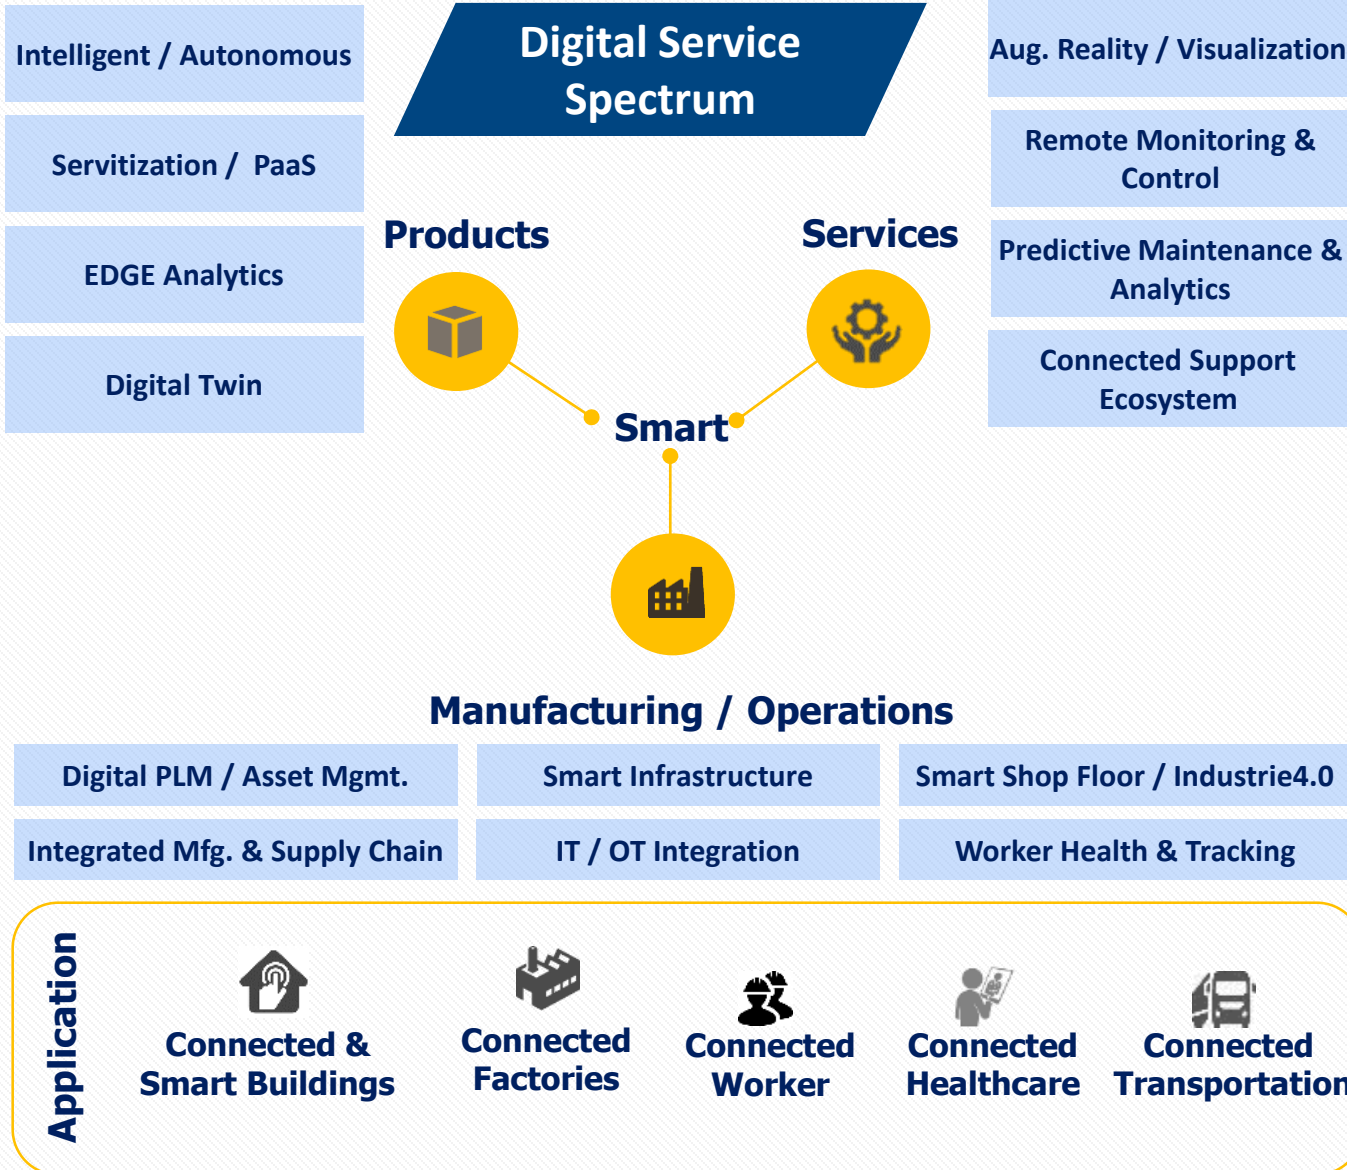 Digital Service
Spectrum
Intelligent / Autonomous
Servitization / PaaS
EDGE Analytics
Digital Twin
Products
Services
Smart
Aug. Reality / Visualization
Remote Monitoring &
Control
Predictive Maintenance &
Analytics
Connected Support
Ecosystem
Manufacturing / Operations
Digital PLM / Asset Mgmt.
Smart Infrastructure
Smart Shop Floor / Industrie4.0
Integrated Mfg. & Supply Chain
IT / OT Integration
Worker Health & Tracking
Application
Connected &
Smart Buildings
Connected
Factories
Connected
Worker
Connected
Healthcare
Connected
Transportation